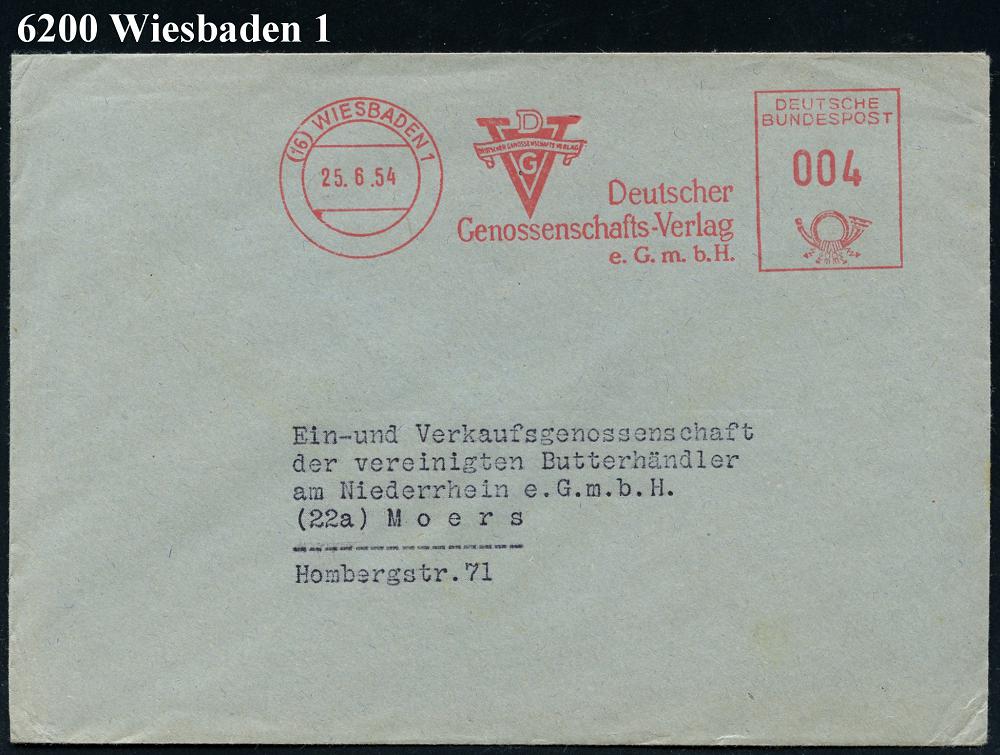 6200 Wiesbaden 1
(16) WIESBADEN 1
25.6.54
D
DEUTSCHER GENOSSENSCHAFTS VERLAG
G
V
Deutscher
Genossenschafts-Verlag
e. G. m. b. H.
DEUTSCHE
BUNDESPOST
004
Ein-und Verkaufsgenossenschaft
der vereinigten Butterhändler
am Niederrhein e.G.m.b.H.
(22a) M o e r s
Hombergstr.71